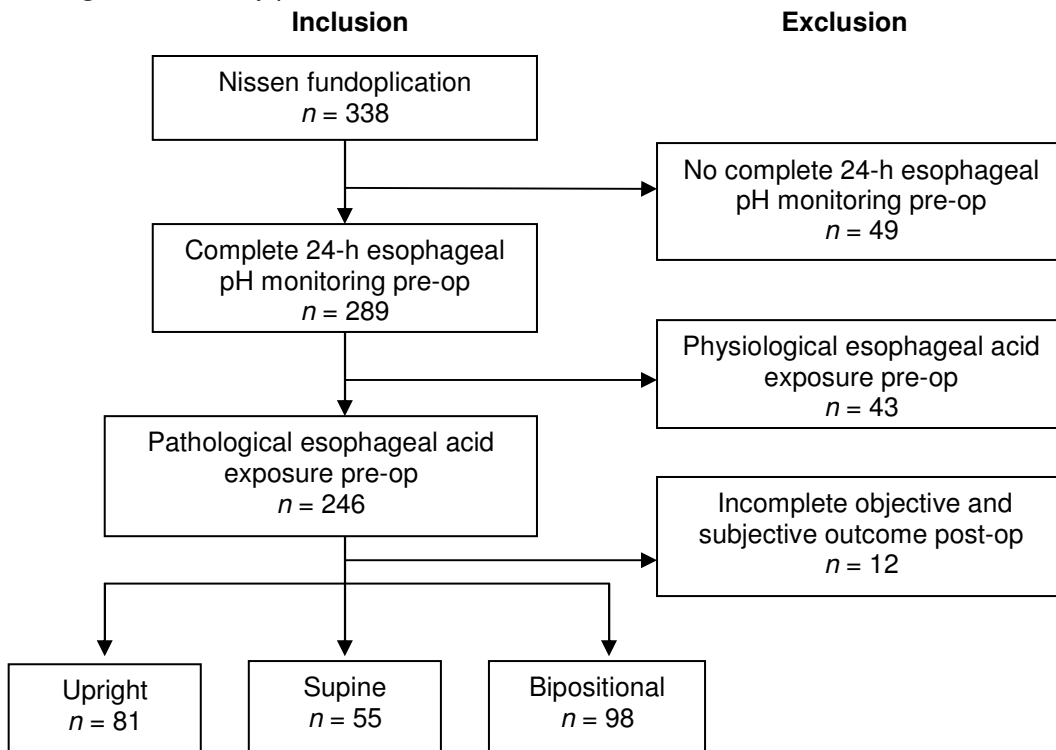 Inclusion
Exclusion
Nissen fundoplication
n = 338
No complete 24-h esophageal
pH monitoring pre-op
n = 49
Complete 24-h esophageal
pH monitoring pre-op
n = 289
Physiological esophageal acid
exposure pre-op
n = 43
Pathological esophageal acid
exposure pre-op
n = 246
Incomplete objective and
subjective outcome post-op
n = 12
Upright
n = 81
Supine
n = 55
Bipositional
n = 98